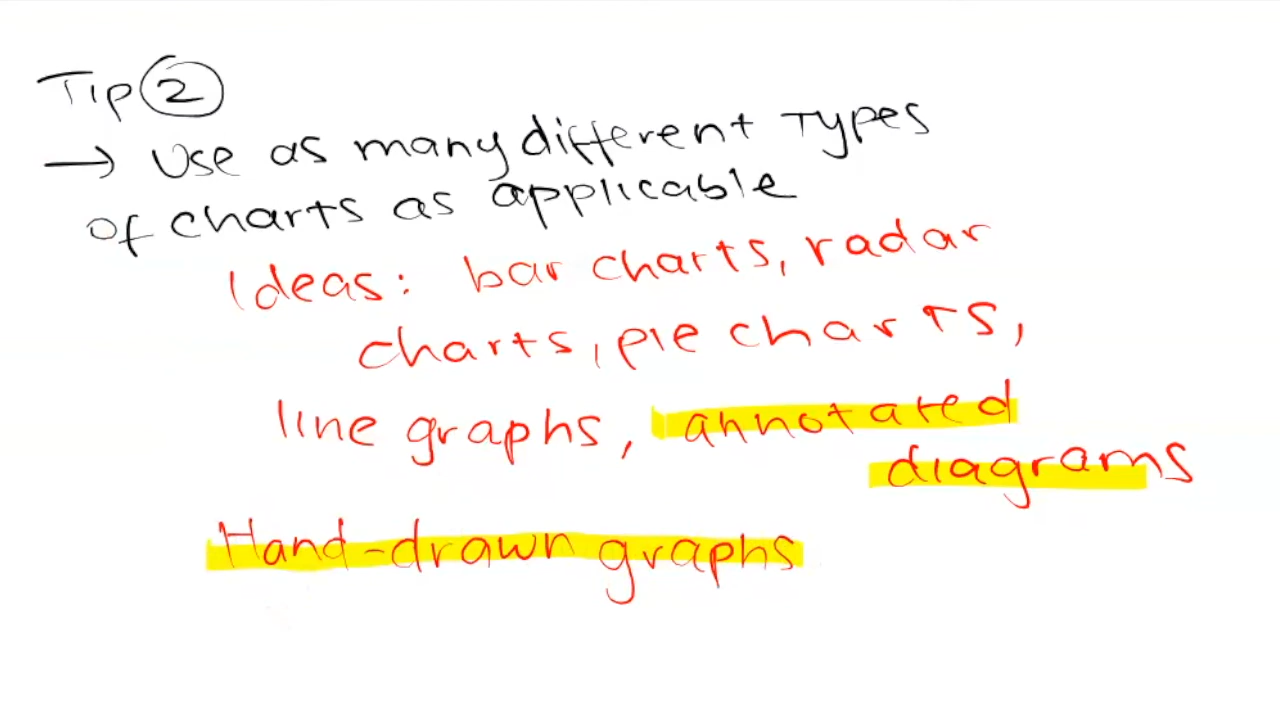 Tip 2
→ Use as many different types
of charts as applicable
Ideas: bar charts, radar
charts, pie charts,
line graphs, annotated
diagrams
Hand-drawn graphs